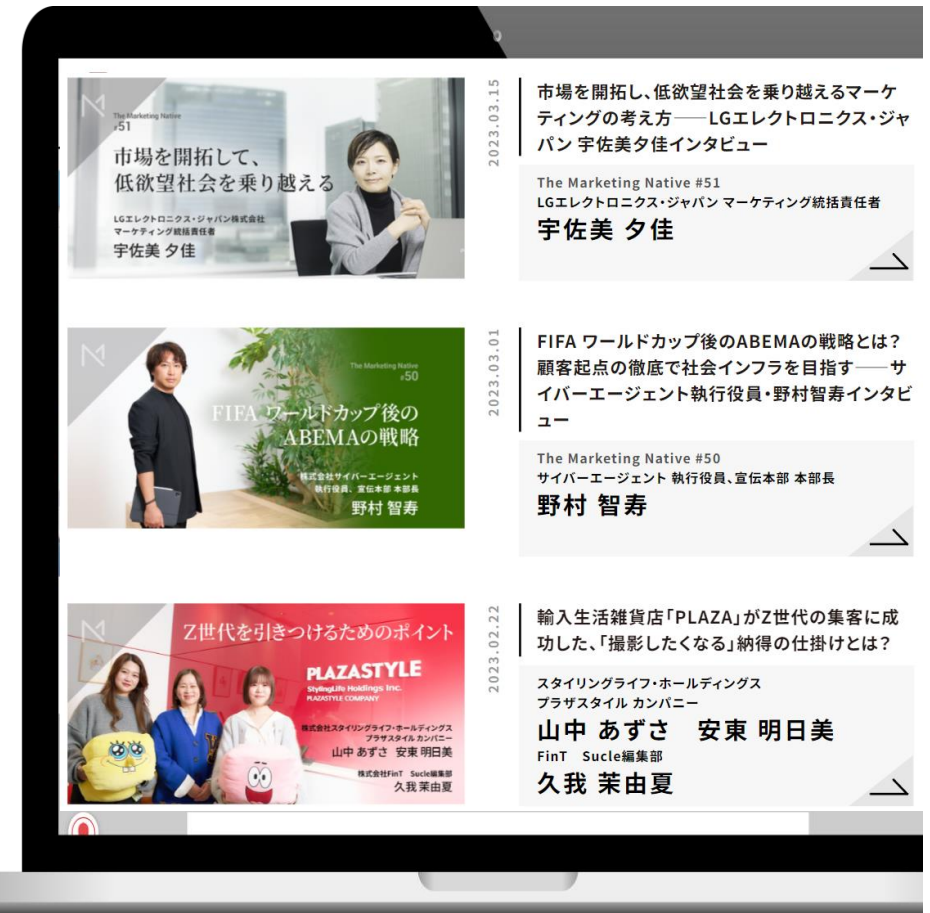 The Marketing Native
#51
市場を開拓して、
低欲望社会を乗り越える
LGエレクトロニクス・ジャパン株式会社
マーケティング統括責任者
宇佐美 夕佳
2023.03.15
市場を開拓し、低欲望社会を乗り越えるマーケ
ティングの考え方――LGエレクトロニクス・ジャ
パン 宇佐美夕佳インタビュー
The Marketing Native #51
LGエレクトロニクス・ジャパン マーケティング統括責任者
宇佐美 夕佳
The Marketing Native
#50
FIFA ワールドカップ後の
ABEMAの戦略
株式会社サイバーエージェント
執行役員、宣伝本部 本部長
野村 智寿
2023.03.01
FIFA ワールドカップ後のABEMAの戦略とは?
顧客起点の徹底で社会インフラを目指す――サ
イバーエージェント執行役員・野村智寿インタビ
ュー
The Marketing Native #50
サイバーエージェント 執行役員、宣伝本部 本部長
野村 智寿
Z世代を引きつけるためのポイント
PLAZASTYLE
StylingLife Holdings Inc.
PLAZASTYLE COMPANY
株式会社スタイリングライフ・ホールディングス
プラザスタイル カンパニー
山中 あずさ 安東 明日美
株式会社FinT Sucle編集部
久我 茉由夏
2023.02.22
輸入生活雑貨店「PLAZA」がZ世代の集客に成
功した、「撮影したくなる」納得の仕掛けとは?
スタイリングライフ・ホールディングス
プラザスタイル カンパニー
山中 あずさ 安東 明日美
FinT Sucle編集部
久我 茉由夏